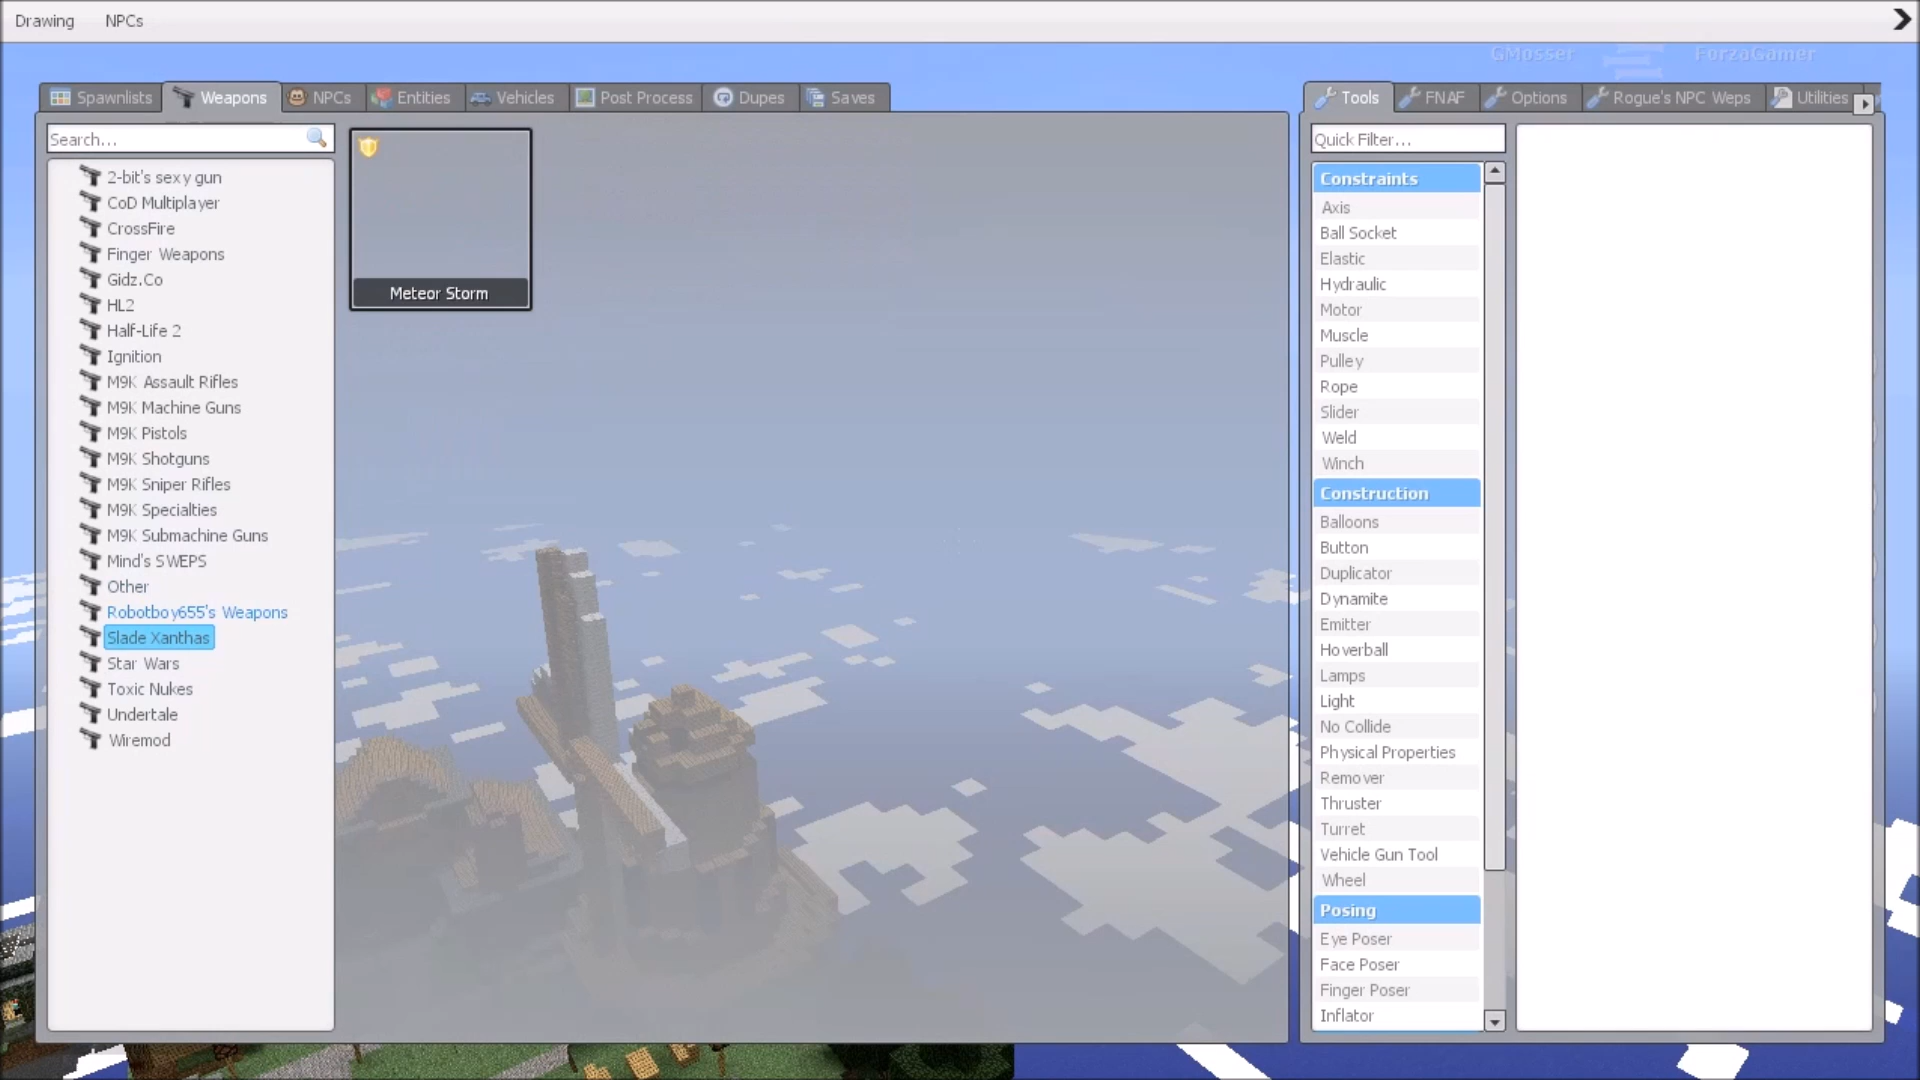 Drawing NPCs
GMosser FurzaGamer
Spawnlists Weapons NPCs Entities Vehicles Post Process Dupes Saves
Tools FNAF Options Rogue's NPC Weps Utilities
Search...
2-bit's sexy gun
CoD Multiplayer
CrossFire
Finger Weapons
Gidz.Co
HL2
Half-Life 2
Ignition
M9K Assault Rifles
M9K Machine Guns
M9K Pistols
M9K Shotguns
M9K Sniper Rifles
M9K Specialties
M9K Submachine Guns
Mind's SWEPS
Other
Robotboy655's Weapons
Slade Xanthas
Star Wars
Toxic Nukes
Undertale
Wiremod
Meteor Storm
Quick Filter...
Constraints
Axis
Ball Socket
Elastic
Hydraulic
Motor
Muscle
Pulley
Rope
Slider
Weld
Winch
Construction
Balloons
Button
Duplicator
Dynamite
Emitter
Hoverball
Lamps
Light
No Collide
Physical Properties
Remover
Thruster
Turret
Vehicle Gun Tool
Wheel
Posing
Eye Poser
Face Poser
Finger Poser
Inflator